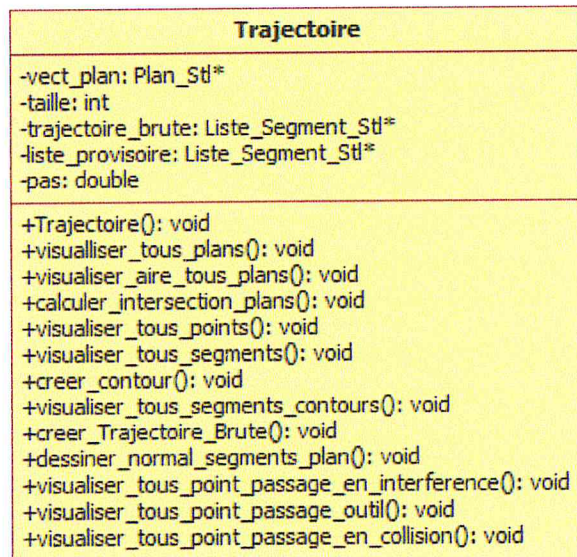 Trajectoire
-vect_plan: Plan_Stl*
-taille: int
-trajectoire_brute: Liste_Segment_Stl*
-liste_provisoire: Liste_Segment_Stl*
-pas: double
+Trajectoire(): void
+visualliser_tous_plans(): void
+visualiser_aire_tous_plans(): void
+calculer_intersection_plans(): void
+visualiser_tous_points(): void
+visualiser_tous_segments(): void
+creer_contour(): void
+visualiser_tous_segments_contours(): void
+creer_Trajectoire_Brute(): void
+dessiner_normal_segments_plan(): void
+visualiser_tous_point_passage_en_interference(): void
+visualiser_tous_point_passage_outil(): void
+visualiser_tous_point_passage_en_collision(): void